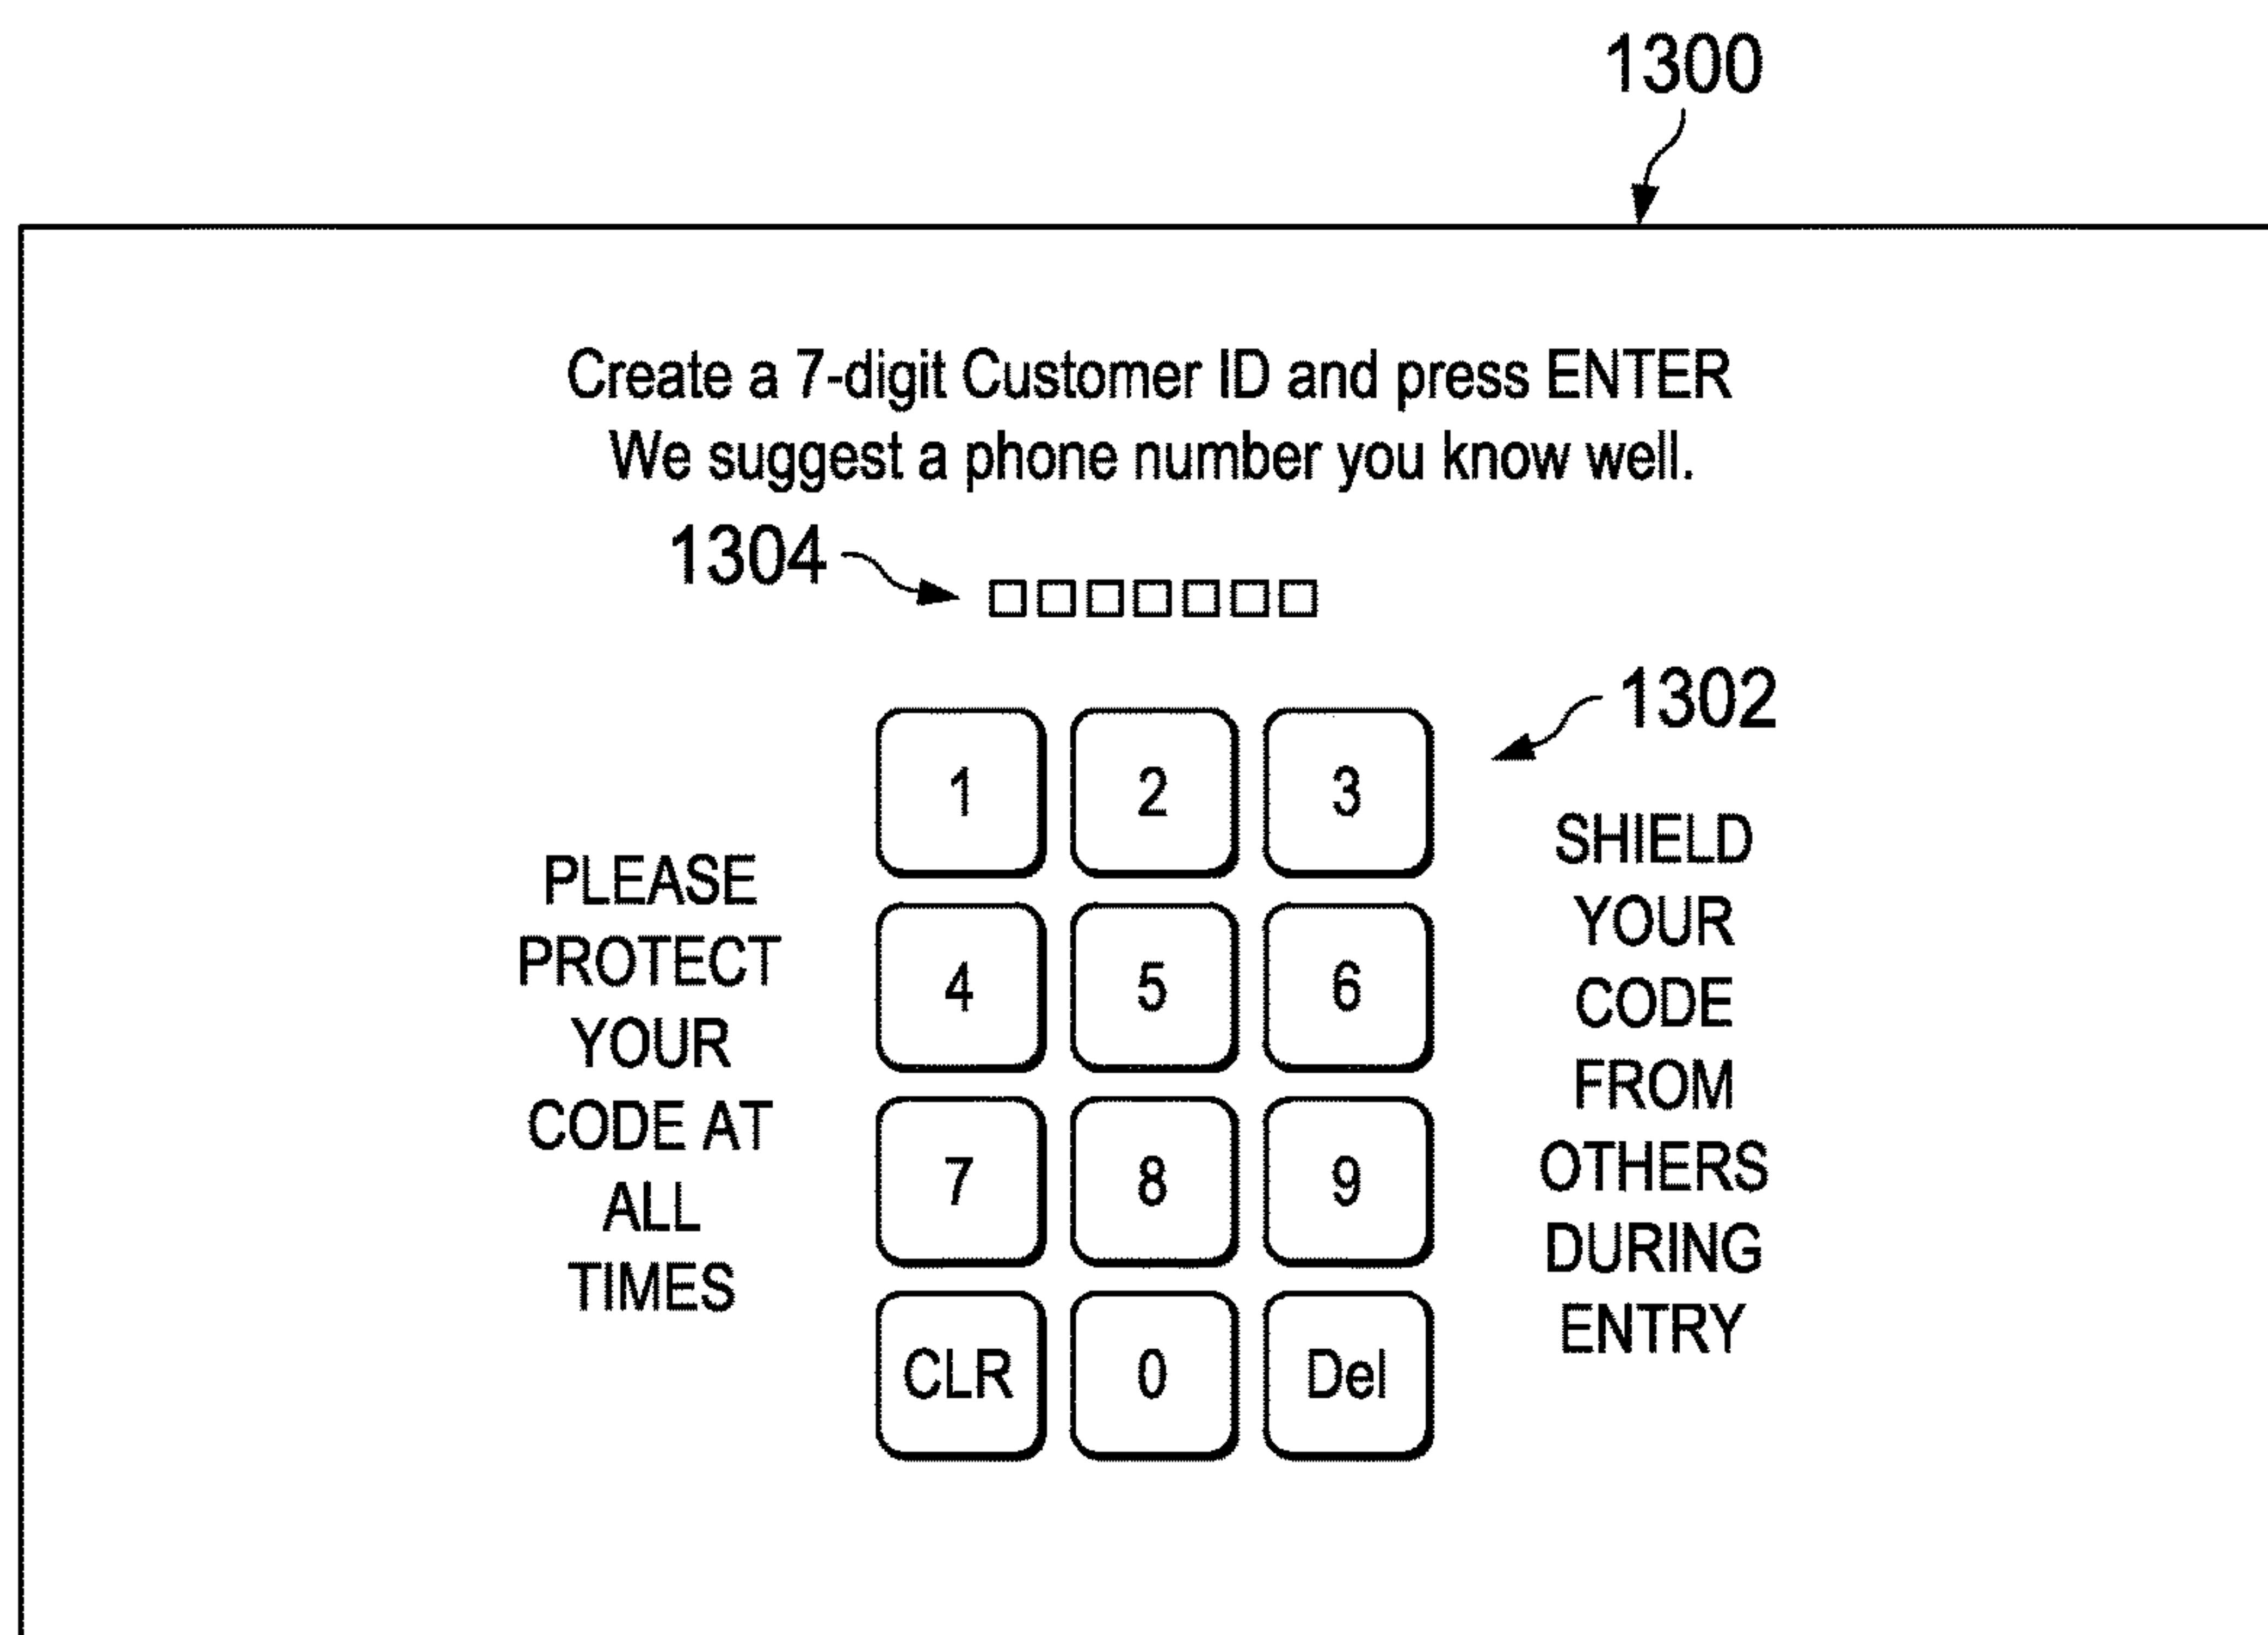 1300
Create a 7-digit Customer ID and press ENTER
We suggest a phone number you know well.
1304
1302
1 2 3
4 5 6
7 8 9
CLR 0 Del
PLEASE
PROTECT
YOUR
CODE AT
ALL
TIMES
SHIELD
YOUR
CODE
FROM
OTHERS
DURING
ENTRY